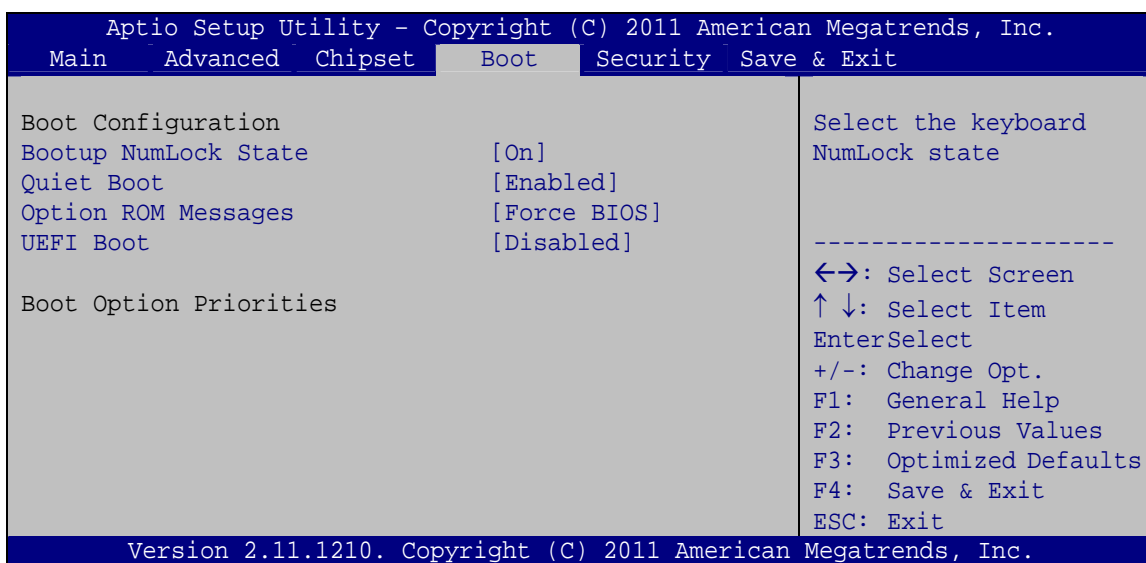 Aptio Setup Utility – Copyright (C) 2011 American Megatrends, Inc.
Main Advanced Chipset Boot Security Save & Exit
Boot Configuration
Bootup NumLock State [On]
Quiet Boot [Enabled]
Option ROM Messages [Force BIOS]
UEFI Boot [Disabled]
Boot Option Priorities
Select the keyboard
NumLock state
---------------------
←→: Select Screen
↑ ↓: Select Item
EnterSelect
+/-: Change Opt.
F1: General Help
F2: Previous Values
F3: Optimized Defaults
F4: Save & Exit
ESC: Exit
Version 2.11.1210. Copyright (C) 2011 American Megatrends, Inc.